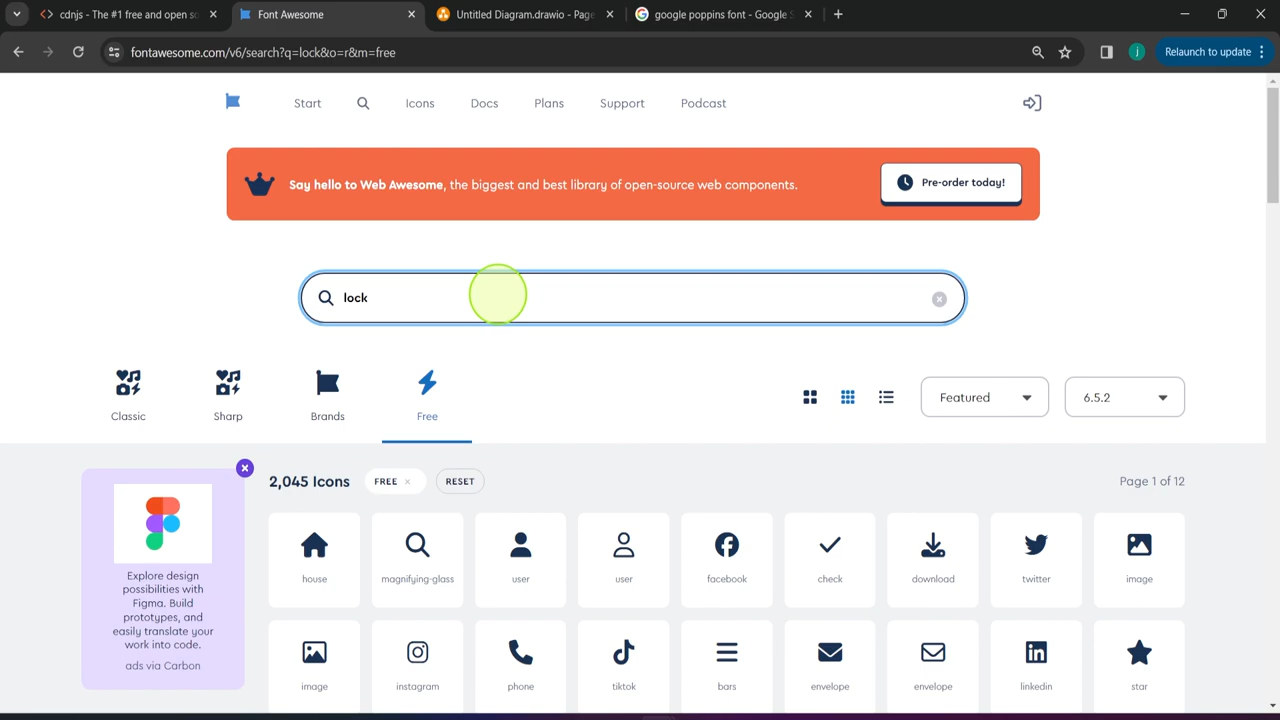 cdnjs - The #1 free and open so
Font Awesome
Untitled Diagram.drawio - Page
google poppins font - Google S
fontawesome.com/v6/search?q=lock&o=r&m=free
j
Relaunch to update
Start
Icons
Docs
Plans
Support
Podcast
Say hello to Web Awesome, the biggest and best library of open-source web components.
Pre-order today!
lock
Classic
Sharp
Brands
Free
Featured
6.5.2
2,045 Icons
FREE ×
RESET
Page 1 of 12
Explore design
possibilities with
Figma. Build
prototypes, and
easily translate your
work into code.
ads via Carbon
house
magnifying-glass
user
user
facebook
check
download
twitter
image
image
instagram
phone
tiktok
bars
envelope
envelope
linkedin
star